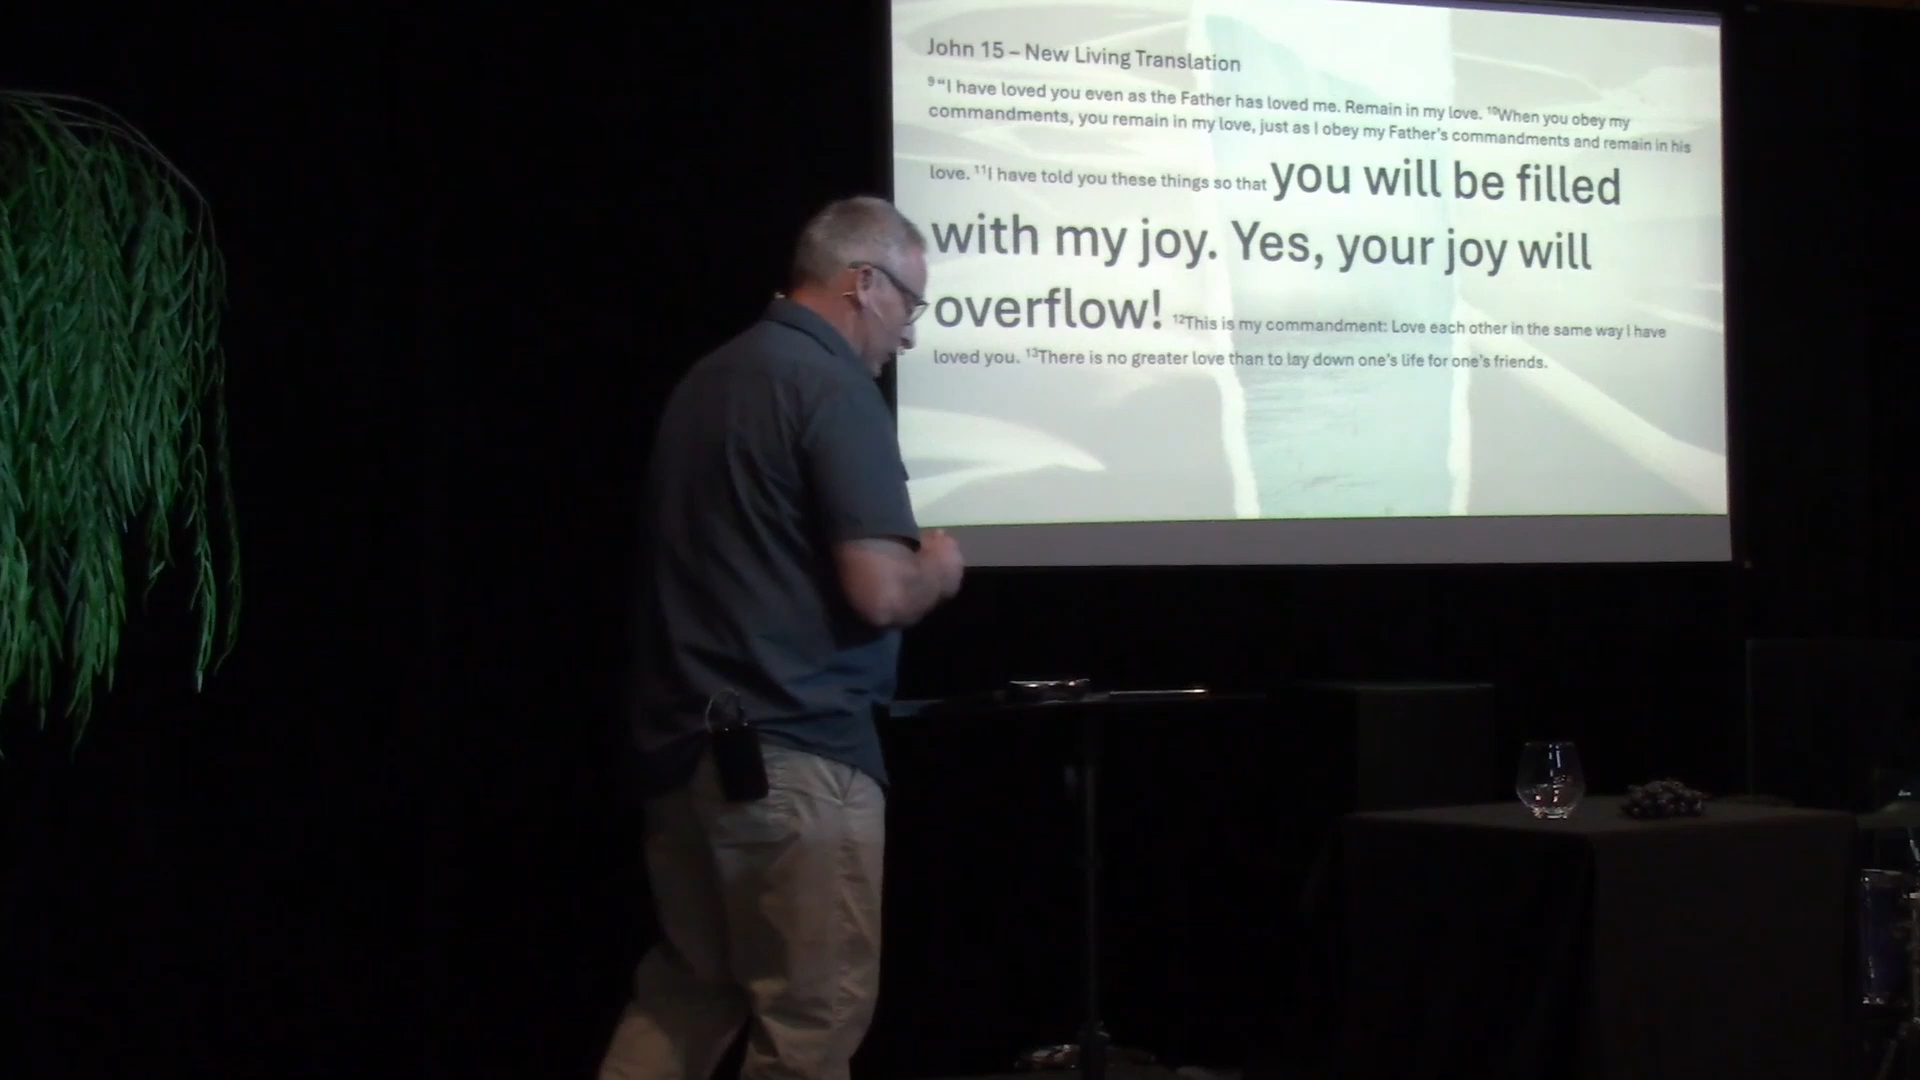 John 15 – New Living Translation
⁹ “I have loved you even as the Father has loved me. Remain in my love. ¹⁰When you obey my
commandments, you remain in my love, just as I obey my Father’s commandments and remain in his
love. ¹¹I have told you these things so that you will be filled
with my joy. Yes, your joy will
overflow! ¹²This is my commandment: Love each other in the same way I have
loved you. ¹³There is no greater love than to lay down one’s life for one’s friends.